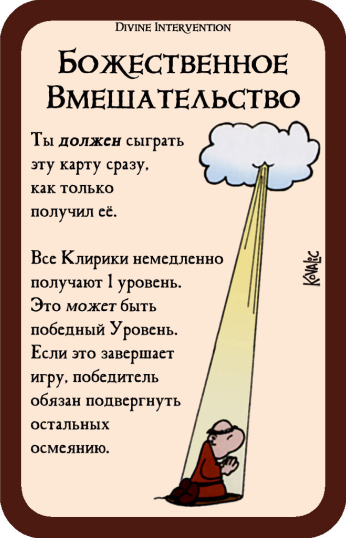 Divine Intervention
Божественное
Вмешательство
Ты должен сыграть
эту карту сразу,
как только
получил её.
Все Клирики немедленно
получают 1 уровень.
Это может быть
победный Уровень.
Если это завершает
игру, победитель
обязан подвергнуть
остальных
осмеянию.
Kovalic